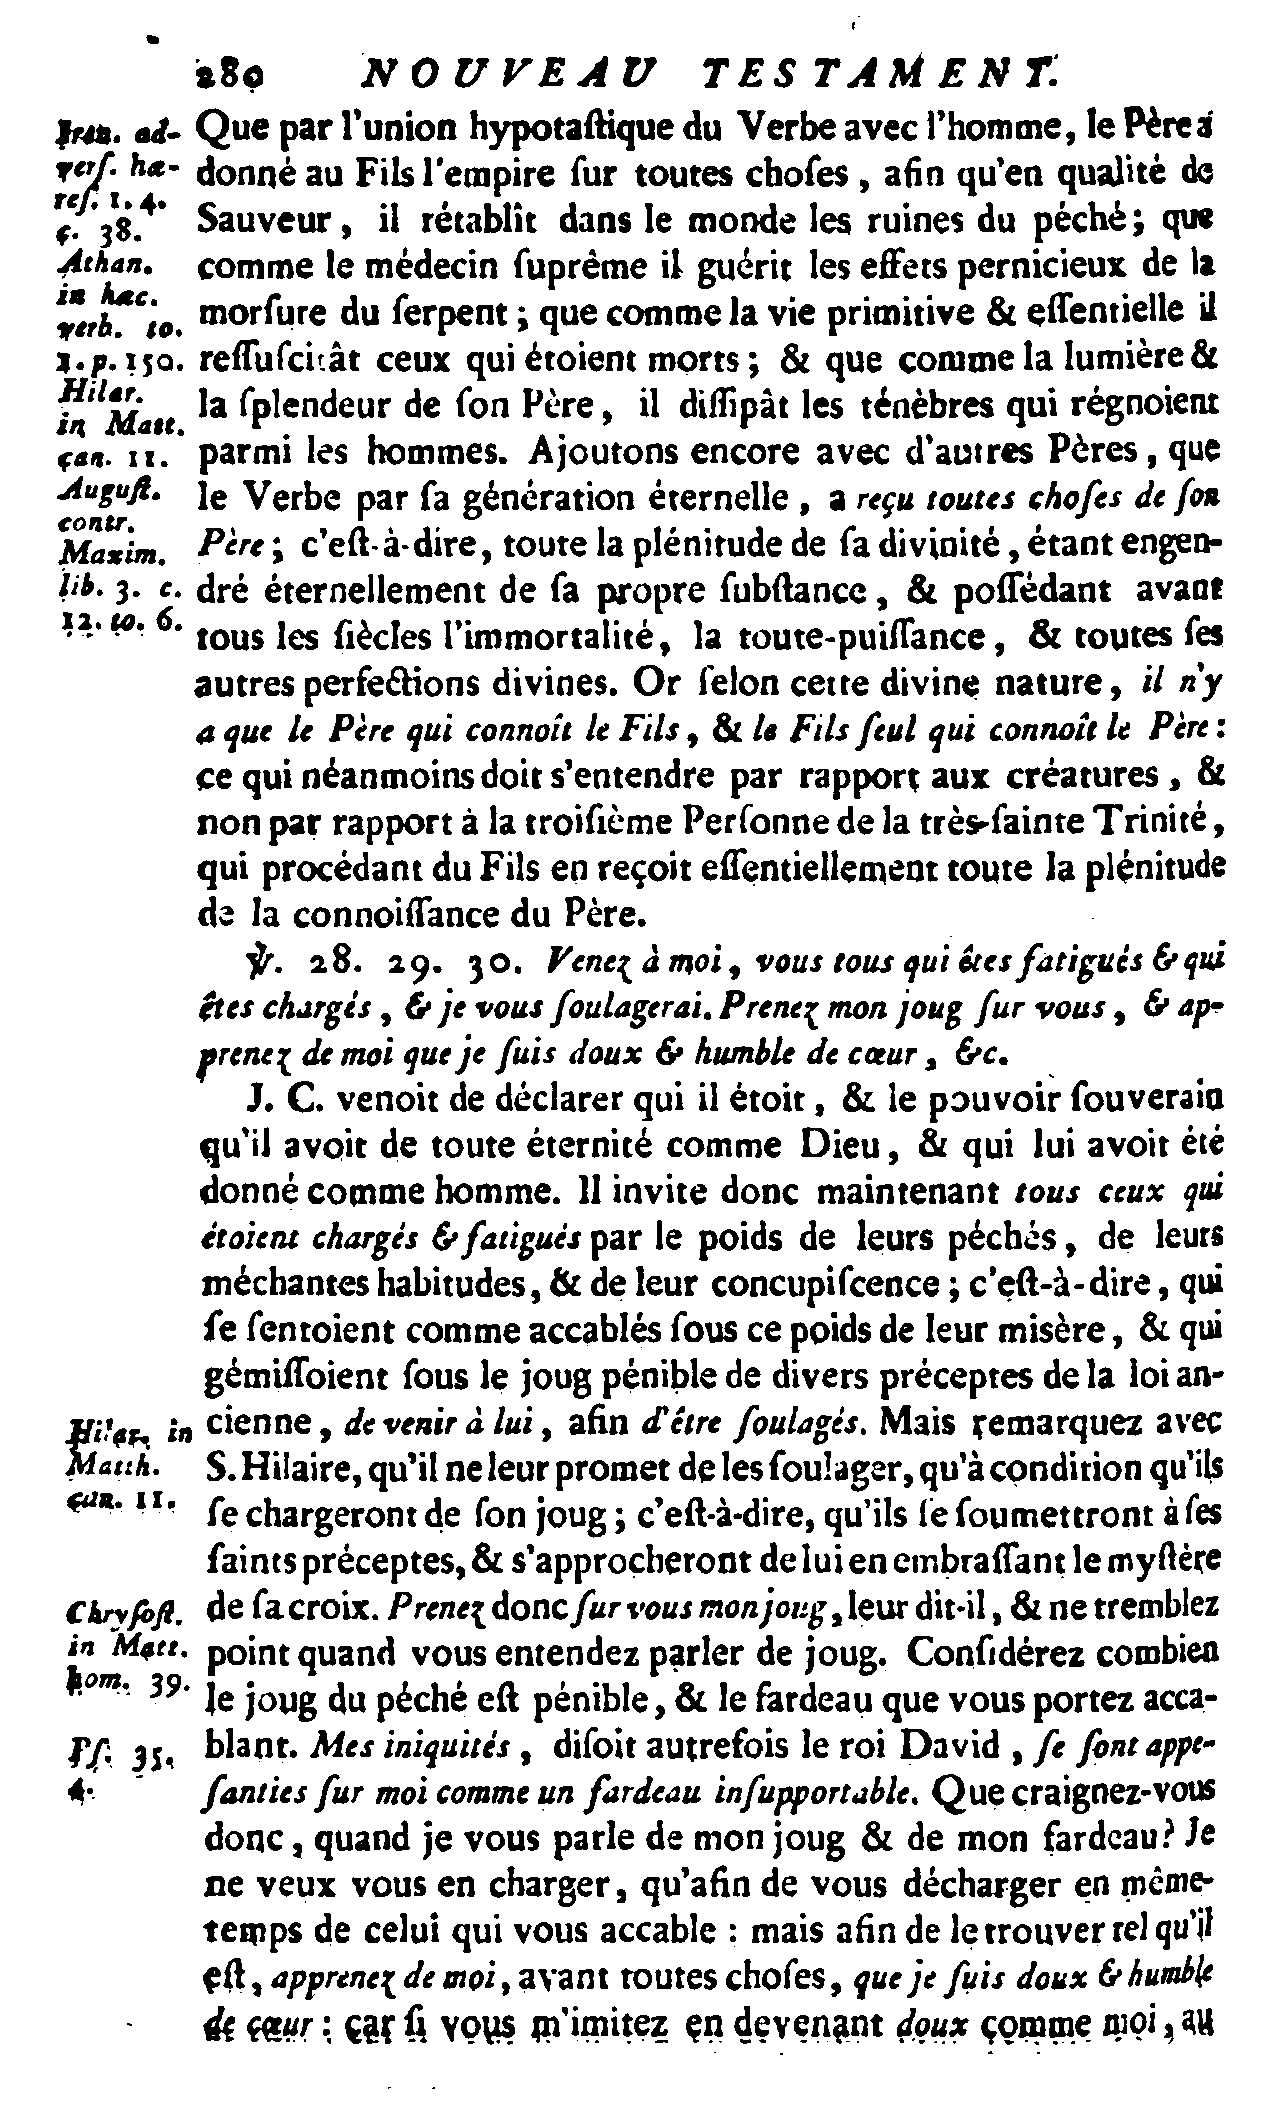 280 NOUVEAU TESTAMENT.
Iren. ad-
vers. hæ-
ref. l. 4.
c. 38.
Athan.
in hæc.
verb. to.
1. p. 150.
Hilar.
in Matt.
can. 11.
Auguſt.
contr.
Maxim.
lib. 3. c.
12. to. 6.
Que par l'union hypotaſtique du Verbe avec l'homme, le Père a
donné au Fils l'empire ſur toutes choſes, afin qu'en qualité de
Sauveur, il rétablît dans le monde les ruines du péché; que
comme le médecin ſuprême il guérit les effets pernicieux de la
morſure du ſerpent; que comme la vie primitive & eſſentielle il
reſſuſcitât ceux qui étoient morts; & que comme la lumière &
la ſplendeur de ſon Père, il diſſipât les ténèbres qui régnoient
parmi les hommes. Ajoutons encore avec d'autres Pères, que
le Verbe par ſa génération éternelle, a reçu toutes choſes de ſon
Père; c'eſt-à-dire, toute la plénitude de ſa divinité, étant engen-
dré éternellement de ſa propre ſubſtance, & poſſédant avant
tous les ſiècles l'immortalité, la toute-puiſſance, & toutes ſes
autres perfections divines. Or ſelon cette divine nature, il n'y
a que le Père qui connoît le Fils, & le Fils ſeul qui connoît le Père:
ce qui néanmoins doit s'entendre par rapport aux créatures, &
non par rapport à la troiſième Perſonne de la très-ſainte Trinité,
qui procédant du Fils en reçoit eſſentiellement toute la plénitude
de la connoiſſance du Père.
℣. 28. 29. 30. Venez à moi, vous tous qui êtes fatigués & qui
êtes chargés, & je vous ſoulagerai. Prenez mon joug ſur vous, & ap-
prenez de moi que je ſuis doux & humble de cœur, &c.
J. C. venoit de déclarer qui il étoit, & le pouvoir ſouverain
qu'il avoit de toute éternité comme Dieu, & qui lui avoit été
donné comme homme. Il invite donc maintenant tous ceux qui
étoient chargés & fatigués par le poids de leurs péchés, de leurs
méchantes habitudes, & de leur concupiſcence; c'eſt-à-dire, qui
ſe ſentoient comme accablés ſous ce poids de leur misère, & qui
gémiſſoient ſous le joug pénible de divers préceptes de la loi an-
cienne, de venir à lui, afin d'être ſoulagés. Mais remarquez avec
S. Hilaire, qu'il ne leur promet de les ſoulager, qu'à condition qu'ils
ſe chargeront de ſon joug; c'eſt-à-dire, qu'ils ſe ſoumettront à ſes
ſaints préceptes, & s'approcheront de lui en embraſſant le myſtère
de ſa croix. Prenez donc ſur vous mon joug, leur dit-il, & ne tremblez
point quand vous entendez parler de joug. Conſidérez combien
le joug du péché eſt pénible, & le fardeau que vous portez acca-
blant. Mes iniquités, diſoit autrefois le roi David, ſe ſont appe-
ſanties ſur moi comme un fardeau inſupportable. Que craignez-vous
donc, quand je vous parle de mon joug & de mon fardeau? Je
ne veux vous en charger, qu'afin de vous décharger en même-
temps de celui qui vous accable: mais afin de le trouver tel qu'il
eſt, apprenez de moi, avant toutes choſes, que je ſuis doux & humble
de cœur: car ſi vous m'imitez en devenant doux comme moi, au
Hilar. in
Matth.
can. 11.
Chryſoſt.
in Matt.
hom. 39.
Pſ. 35.
4.